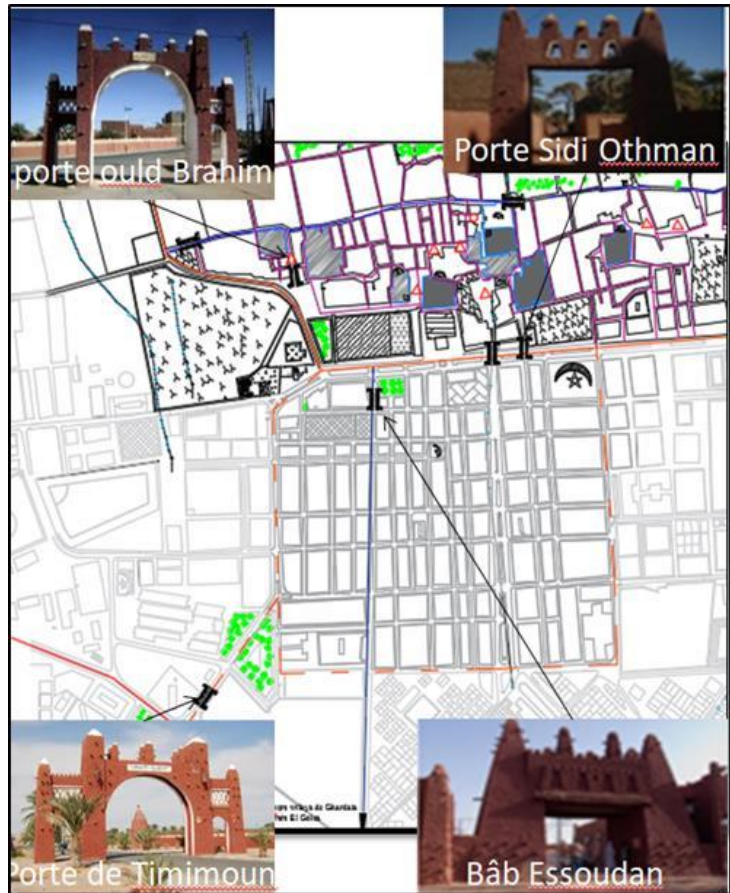 porte ould Brahim
Porte Sidi Othman
Porte de Timimoun
Bâb Essoudan